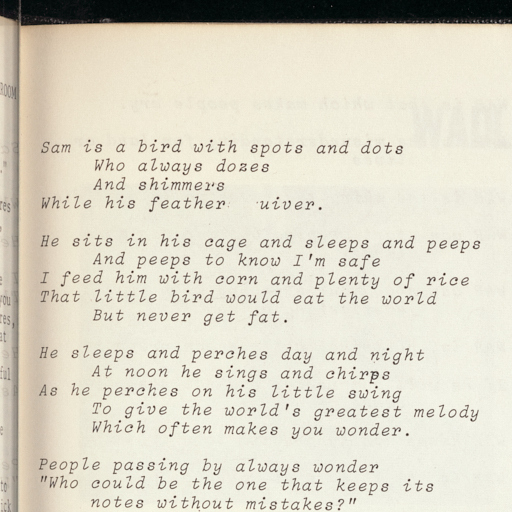 Sam is a bird with spots and dots
Who always dozes
And shimmers
While his feather uiver.
He sits in his cage and sleeps and peeps
And peeps to know I'm safe
I feed him with corn and plenty of rice
That little bird would eat the world
But never get fat.
He sleeps and perches day and night
At noon he sings and chirps
As he perches on his little swing
To give the world's greatest melody
Which often makes you wonder.
People passing by always wonder
"Who could be the one that keeps its
notes without mistakes?"